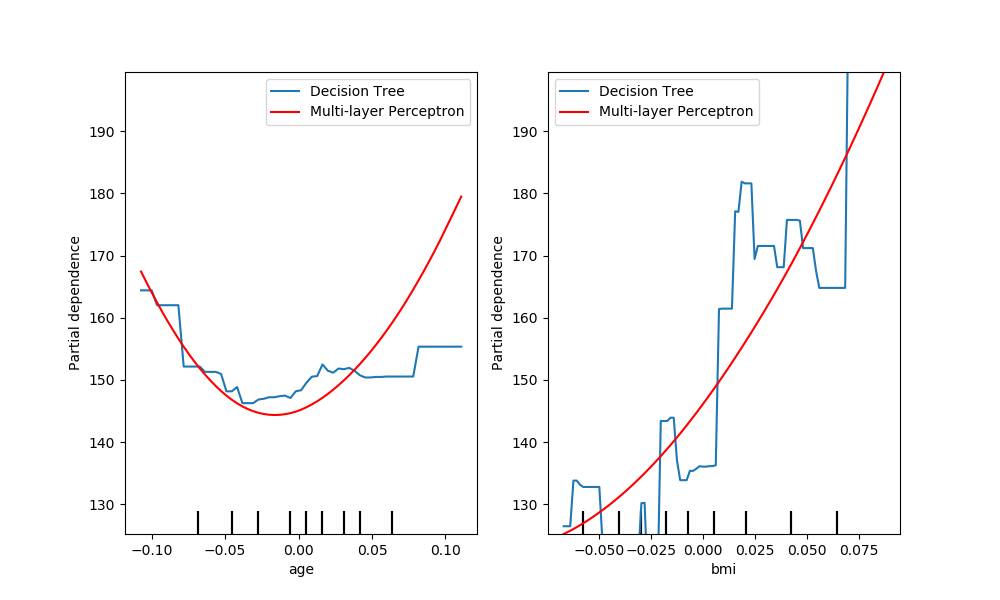 Decision Tree
Multi-layer Perceptron
Partial dependence
190
180
170
160
150
140
130
−0.10 −0.05 0.00 0.05 0.10
age
Decision Tree
Multi-layer Perceptron
Partial dependence
190
180
170
160
150
140
130
−0.050 −0.025 0.000 0.025 0.050 0.075
bmi